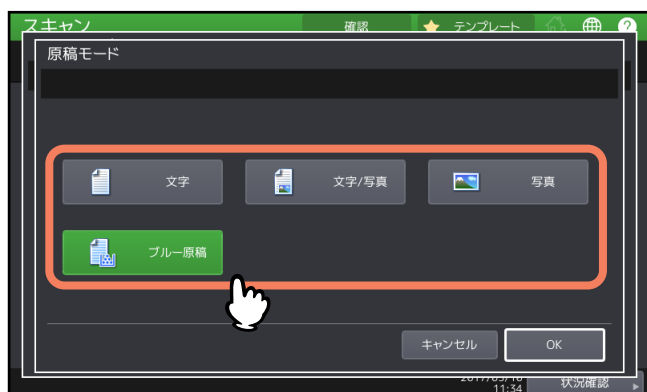 スキャン 確認 テンプレート ?
原稿モード
文字 文字/写真 写真
ブルー原稿
キャンセル OK
11:34 状況確認